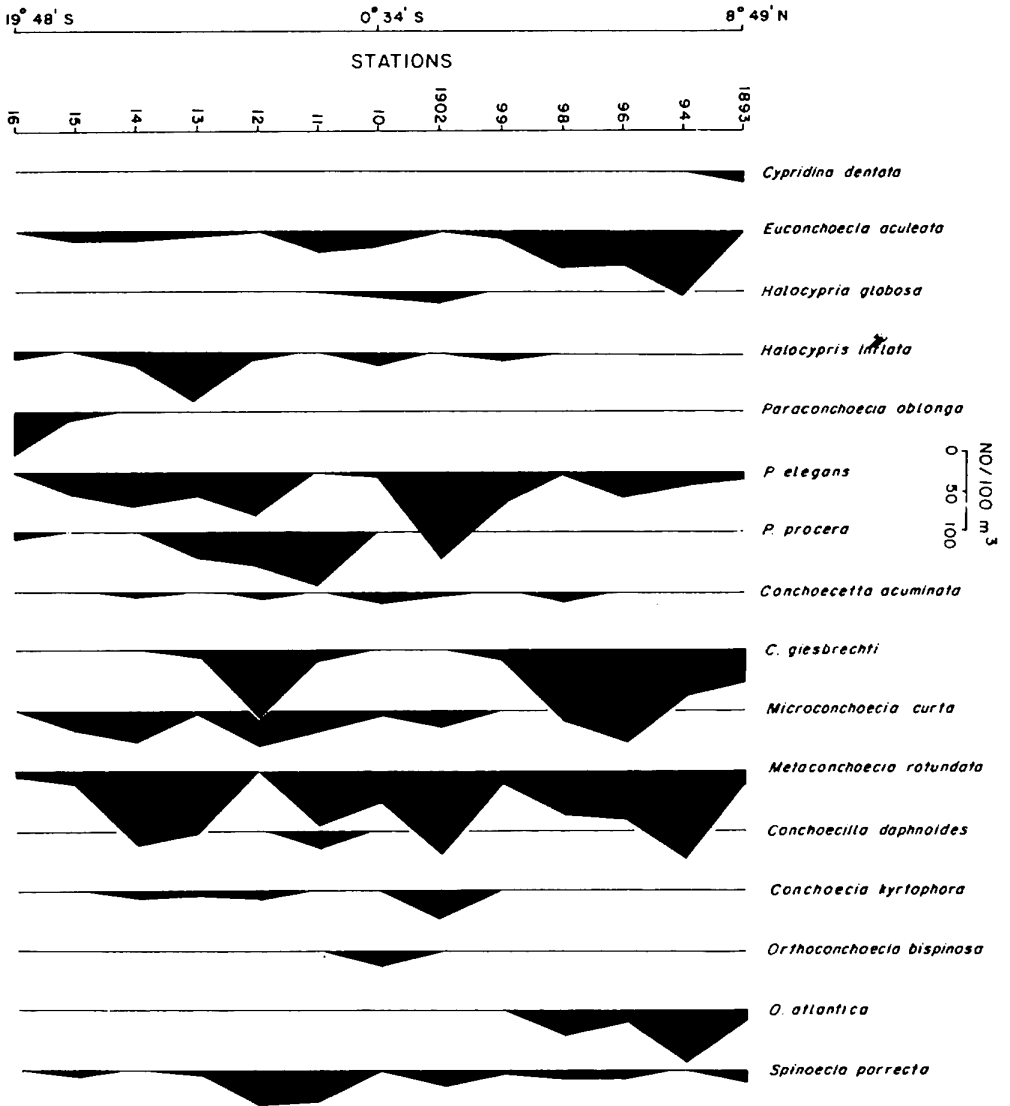 19° 48' S 0° 34' S 8° 49' N
STATIONS
16 15 14 13 12 11 10 1902 99 98 96 94 1893
Cypridina dentata
Euconchoecia aculeata
Halocypria globosa
Halocypris inflata
Paraconchoecia oblonga
P. elegans
P. procera
Conchoecetta acuminata
C. giesbrechti
Microconchoecia curta
Metaconchoecia rotundata
Conchoecilla daphnoides
Conchoecia kyrtophora
Orthoconchoecia bispinosa
O. atlantica
Spinoecia porrecta
NO/100 m³
0 50 100